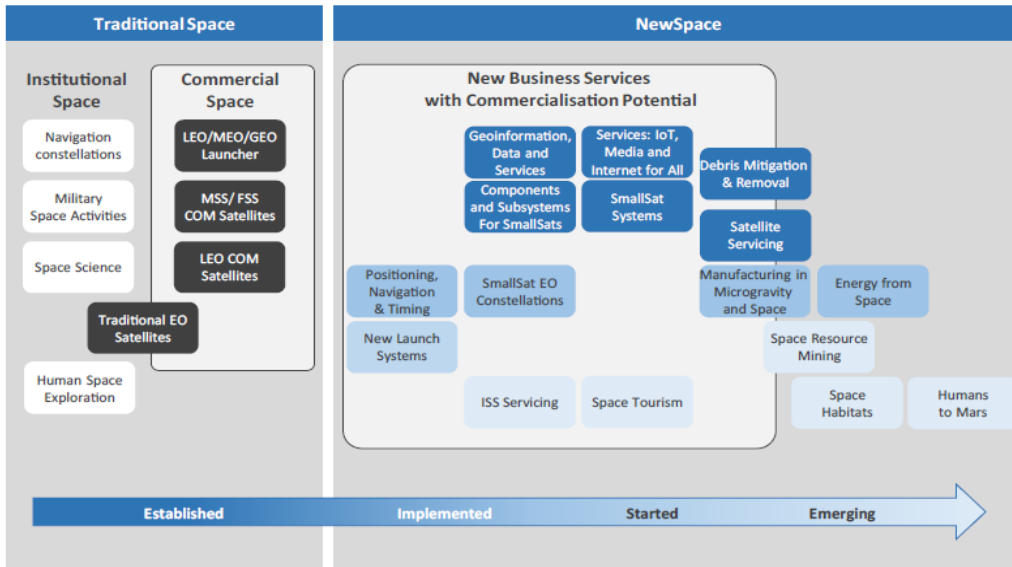 Traditional Space
NewSpace
Institutional
Space
Commercial
Space
Navigation
constellations
Military
Space Activities
Space Science
Human Space
Exploration
LEO/MEO/GEO
Launcher
MSS/ FSS
COM Satellites
LEO COM
Satellites
Traditional EO
Satellites
New Business Services
with Commercialisation Potential
Geoinformation,
Data and
Services
Services: IoT,
Media and
Internet for All
Components
and Subsystems
For SmallSats
SmallSat
Systems
Debris Mitigation
& Removal
Satellite
Servicing
Positioning,
Navigation
& Timing
SmallSat EO
Constellations
Manufacturing in
Microgravity
and Space
Energy from
Space
New Launch
Systems
Space Resource
Mining
ISS Servicing
Space Tourism
Space
Habitats
Humans
to Mars
Established
Implemented
Started
Emerging